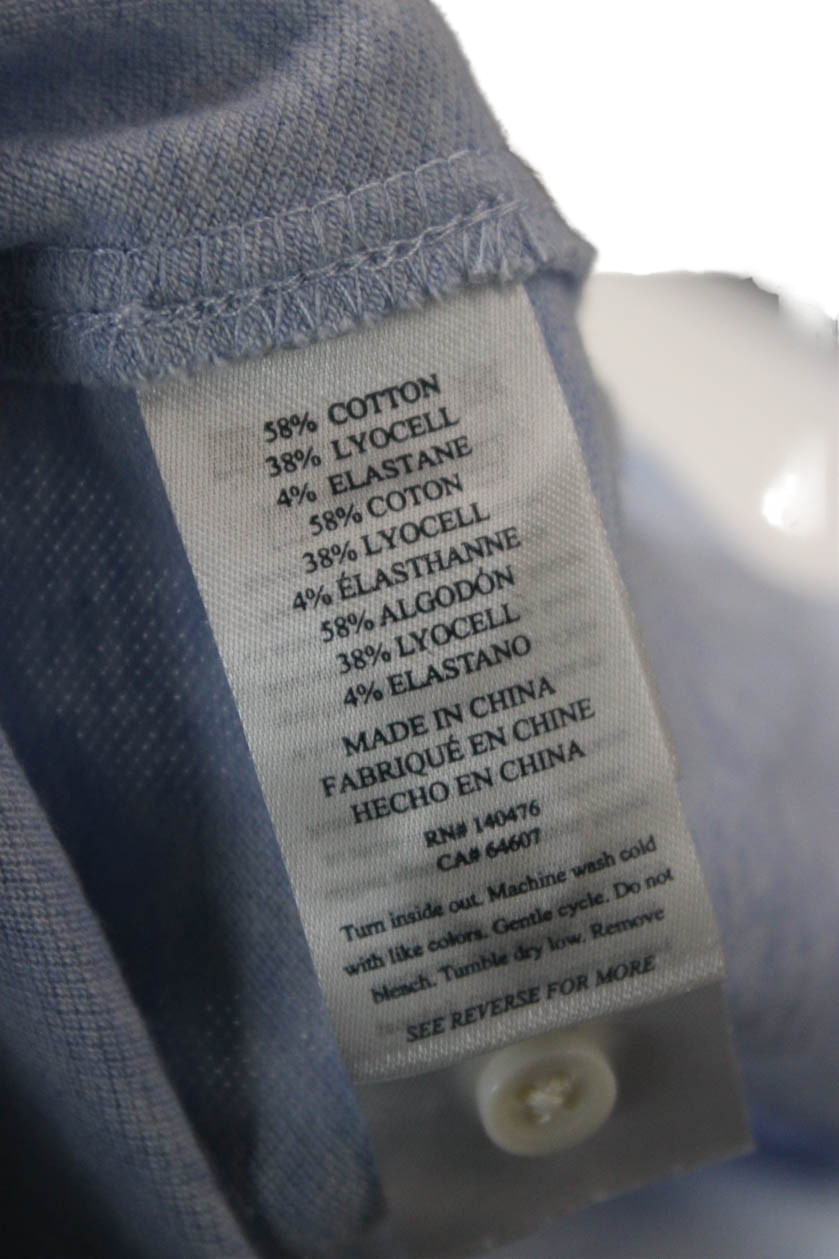 58% COTTON
38% LYOCELL
4% ELASTANE
58% COTON
38% LYOCELL
4% ÉLASTHANNE
58% ALGODÓN
38% LYOCELL
4% ELASTANO
MADE IN CHINA
FABRIQUÉ EN CHINE
HECHO EN CHINA
RN# 140476
CA# 64607
Turn inside out. Machine wash cold
with like colors. Gentle cycle. Do not
bleach. Tumble dry low. Remove
SEE REVERSE FOR MORE